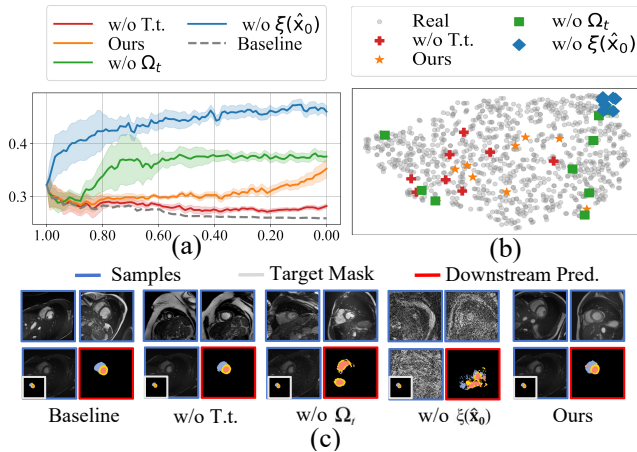 (a)
w/o T.t.
Ours
w/o Ω_t
w/o ξ(x̂₀)
Baseline
0.4
0.3
1.00 0.80 0.60 0.40 0.20 0.00
(b)
Real
w/o T.t.
Ours
w/o Ω_t
w/o ξ(x̂₀)
Samples Target Mask Downstream Pred.
Baseline w/o T.t. w/o Ω_t w/o ξ(x̂₀) Ours
(c)